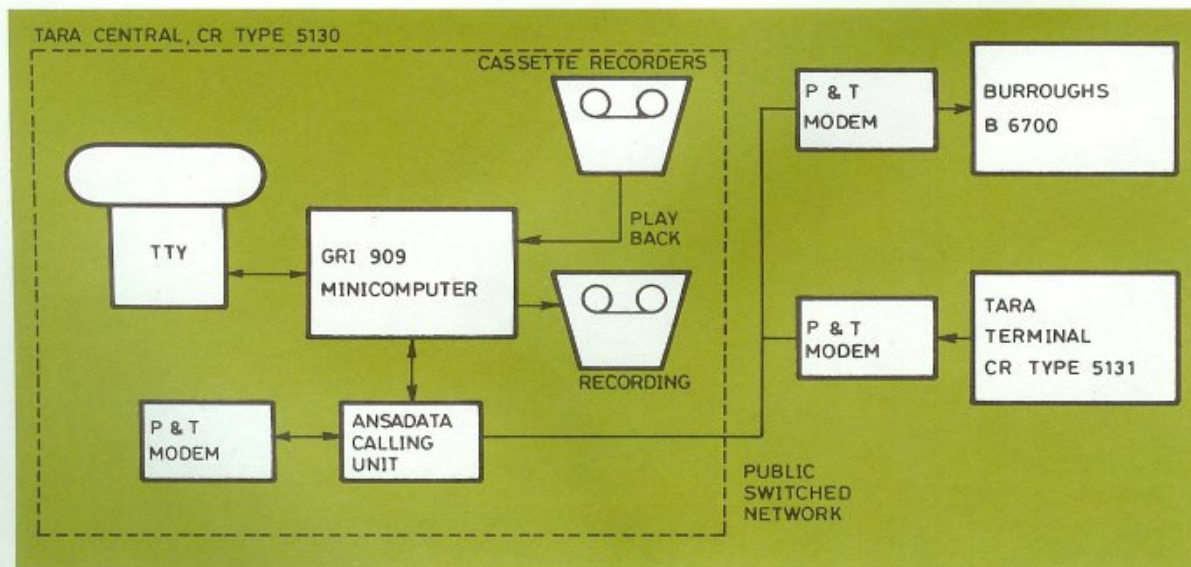 TARA CENTRAL, CR TYPE 5130
CASSETTE RECORDERS
P & T
MODEM
BURROUGHS
B 6700
PLAY
BACK
TTY
GRI 909
MINICOMPUTER
P & T
MODEM
TARA
TERMINAL
CR TYPE 5131
RECORDING
P & T
MODEM
ANSADATA
CALLING
UNIT
PUBLIC
SWITCHED
NETWORK